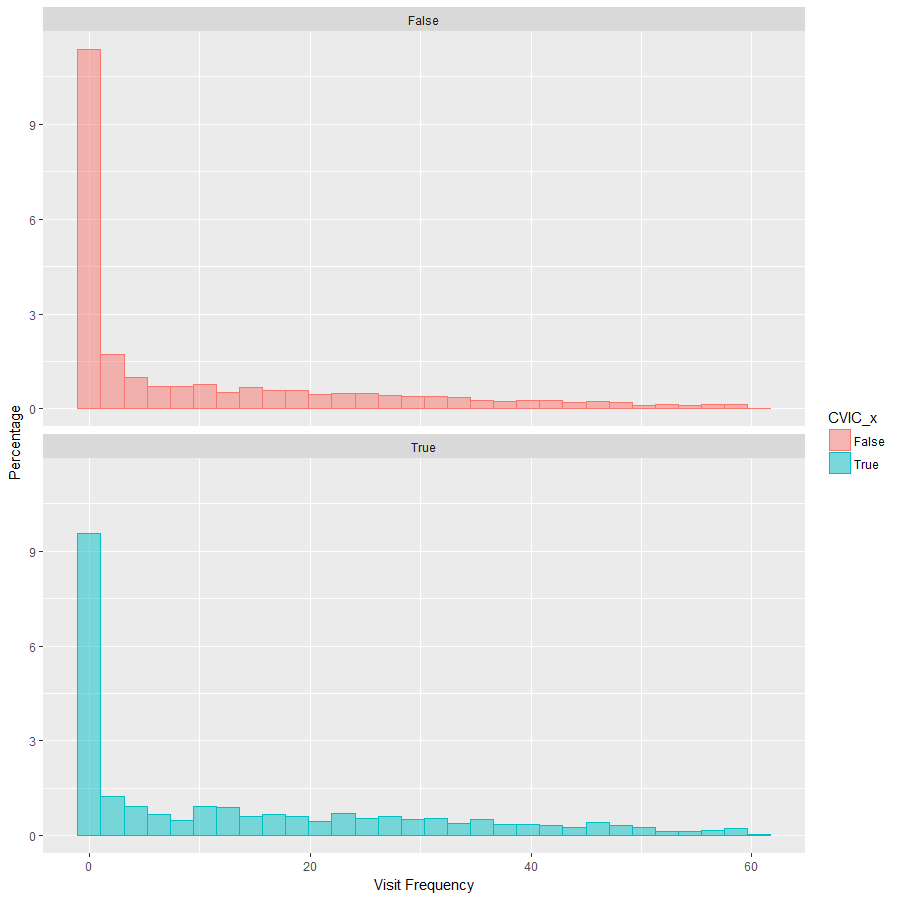 False
9
6
3
0
True
9
6
3
0
0 20 40 60
Visit Frequency
Percentage
CVIC_x
False
True